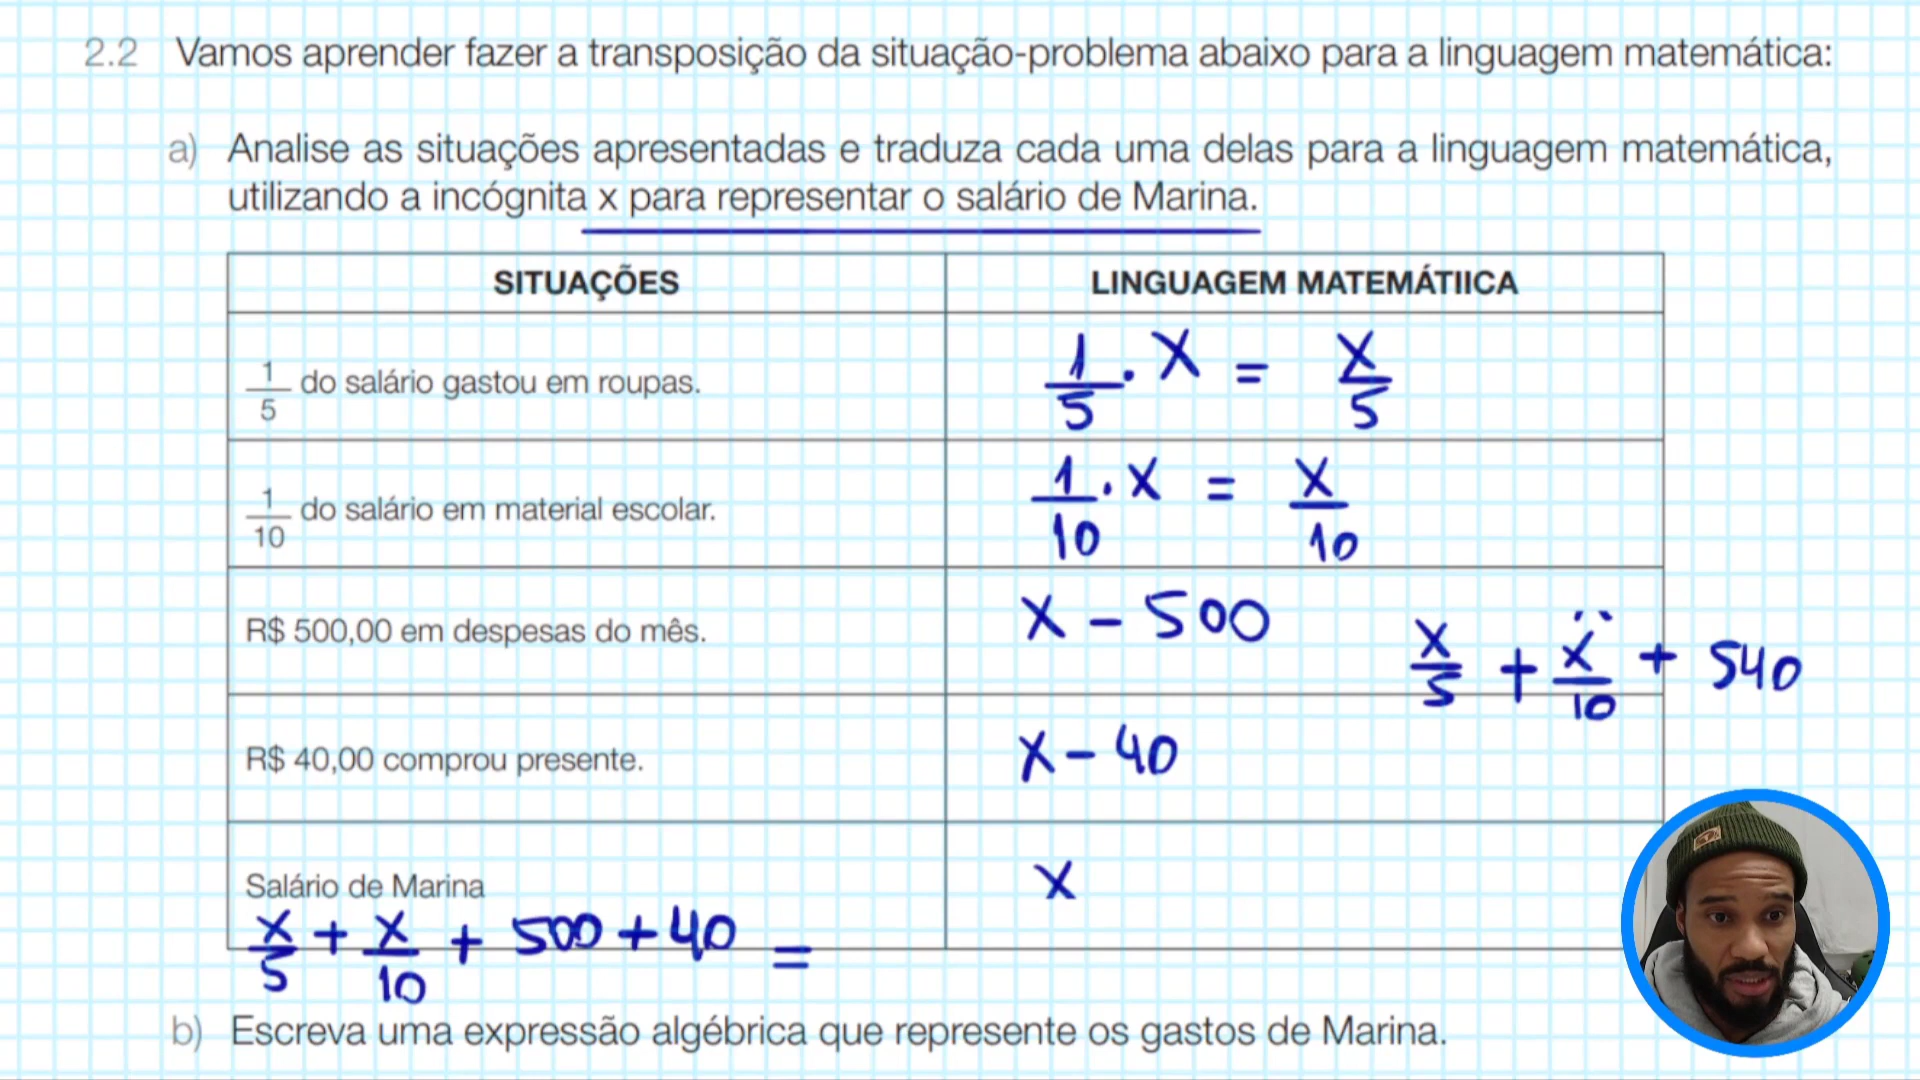 2.2 Vamos aprender fazer a transposição da situação-problema abaixo para a linguagem matemática:
a) Analise as situações apresentadas e traduza cada uma delas para a linguagem matemática,
utilizando a incógnita x para representar o salário de Marina.
SITUAÇÕES LINGUAGEM MATEMÁTIICA
1/5 do salário gastou em roupas. 1/5 . x = x/5
1/10 do salário em material escolar. 1/10 . x = x/10
R$ 500,00 em despesas do mês. x - 500
x/5 + x/10 + 540
R$ 40,00 comprou presente. x - 40
Salário de Marina x
x/5 + x/10 + 500 + 40 =
b) Escreva uma expressão algébrica que represente os gastos de Marina.